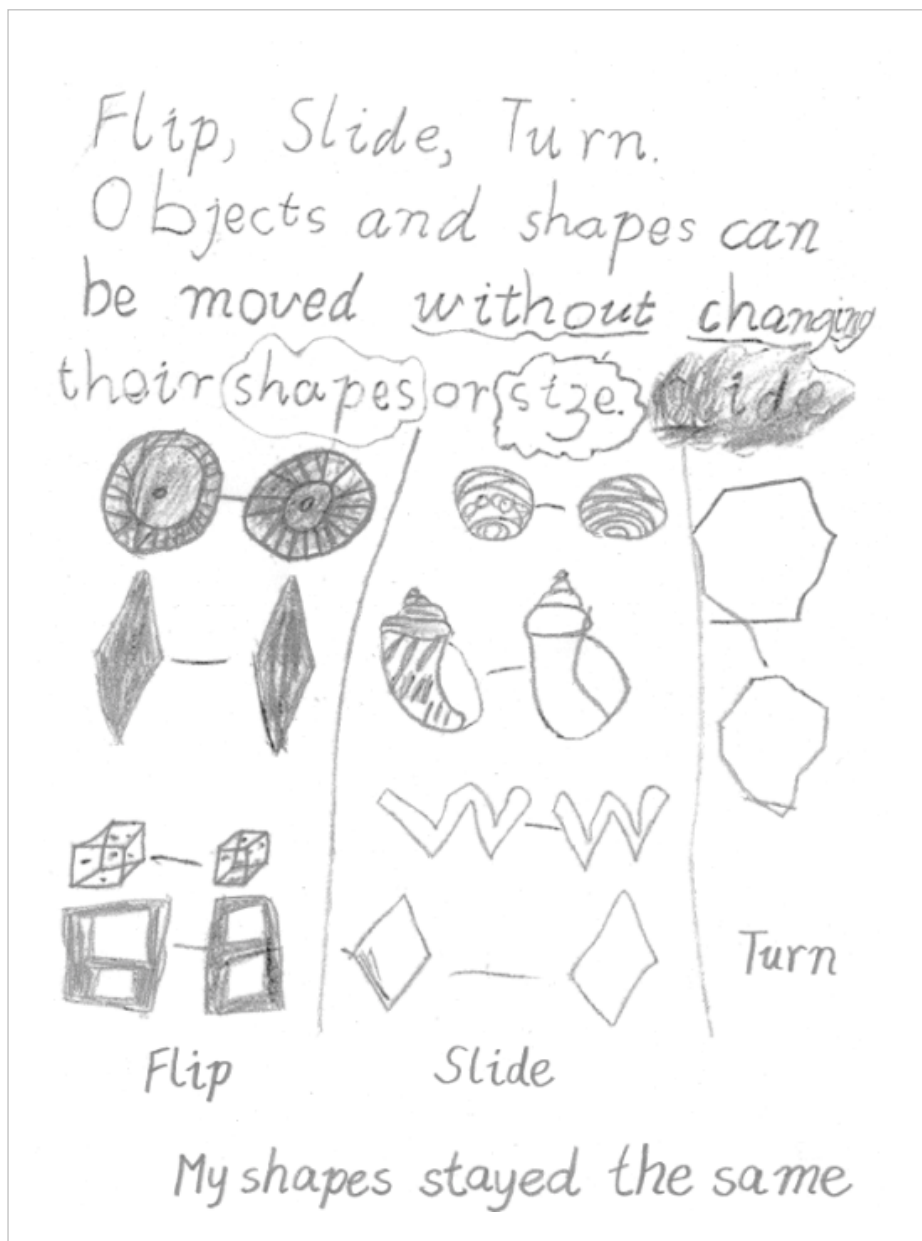 Flip, Slide, Turn.
Objects and shapes can
be moved without changing
their shapes or size.
Turn
Flip Slide
My shapes stayed the same